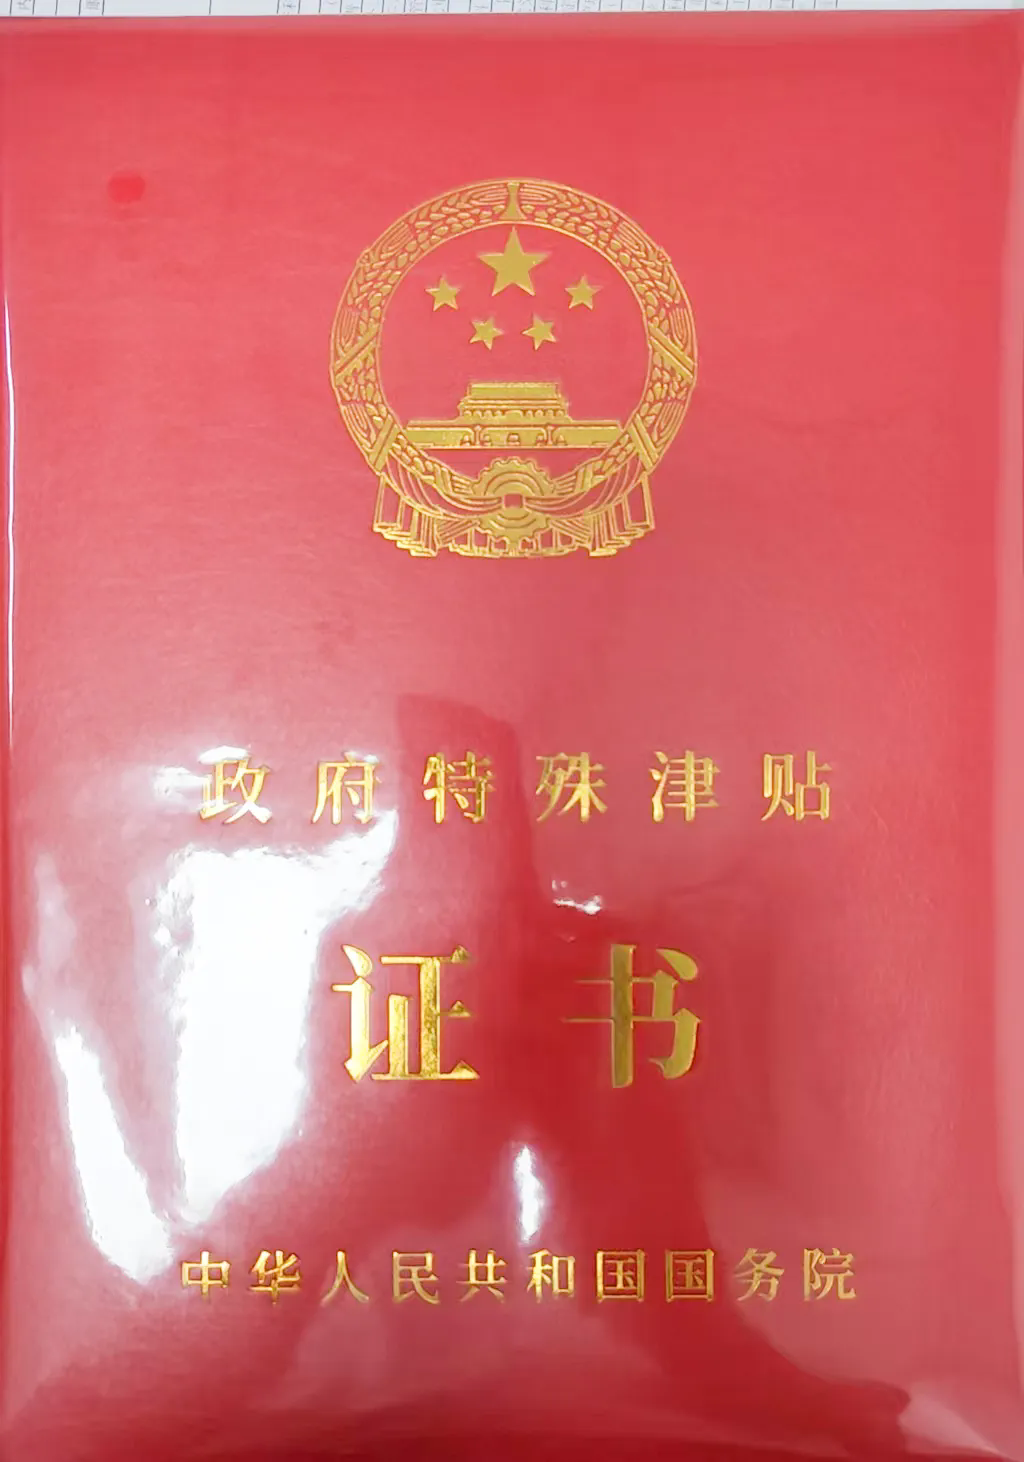 政府特殊津贴
证书
中华人民共和国国务院